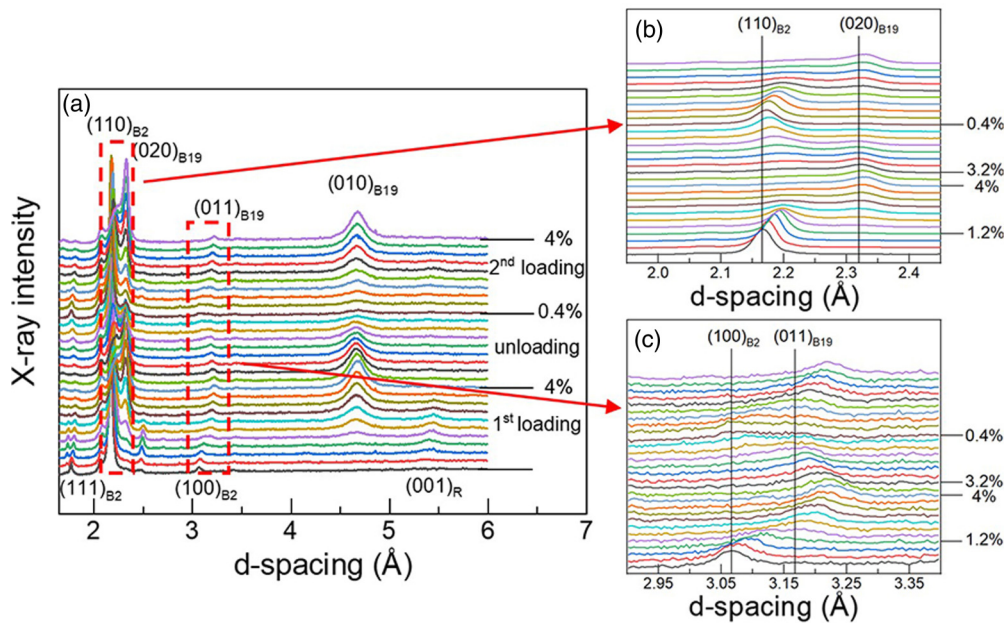 (a)
(110)B2
(020)B19
(011)B19
(010)B19
4%
2nd loading
0.4%
unloading
4%
1st loading
(111)B2
(100)B2
(001)R
X-ray intensity
2 3 4 5 6 7
d-spacing (Å)
(b)
(110)B2 (020)B19
0.4%
3.2%
4%
1.2%
2.0 2.1 2.2 2.3 2.4
d-spacing (Å)
(c)
(100)B2 (011)B19
0.4%
3.2%
4%
1.2%
2.95 3.05 3.15 3.25 3.35
d-spacing (Å)